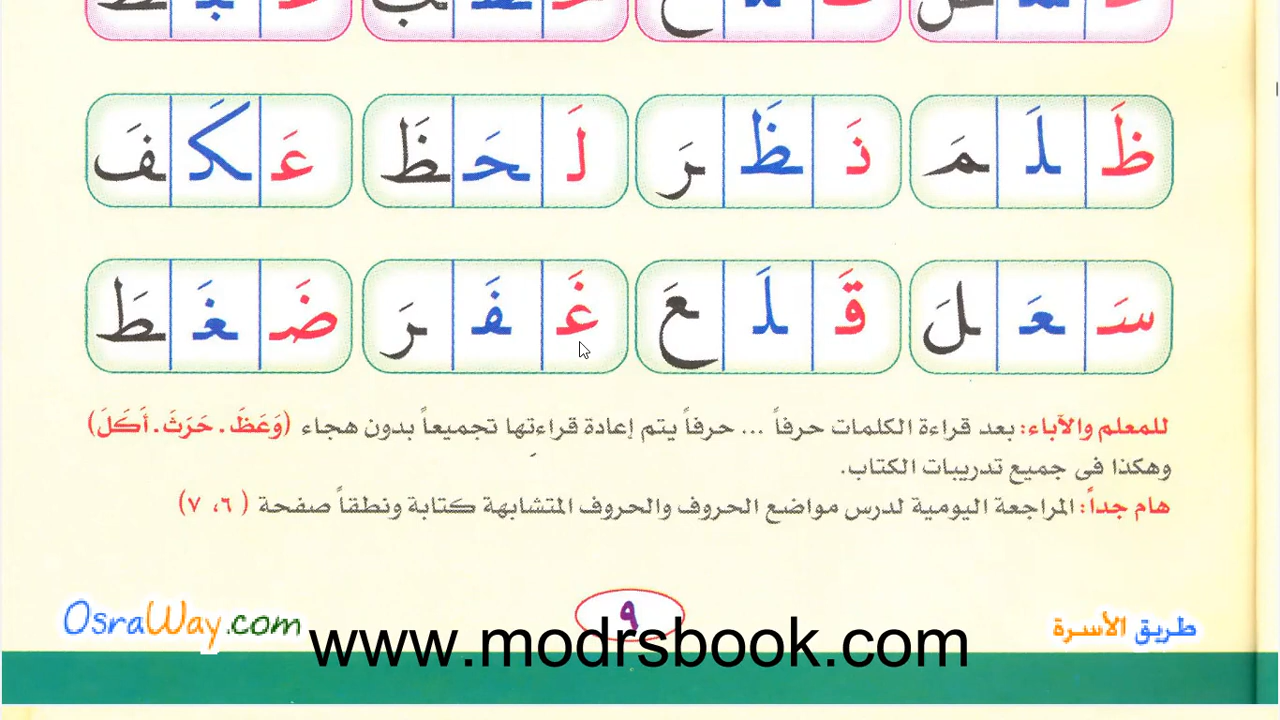 ظَ لَ مَ نَ ظَ رَ لَ حَ ظَ عَ كَ فَ
سَ عَ لَ قَ لَ عَ غَ فَ رَ ضَ غَ طَ
للمعلم والآباء: بعد قراءة الكلمات حرفاً ... حرفاً يتم إعادة قراءتها تجميعاً بدون هجاء (وَعَظَ. حَرَثَ. أَكَلَ)
وهكذا فى جميع تدريبات الكتاب.
هام جداً: المراجعة اليومية لدرس مواضع الحروف والحروف المتشابهة كتابة ونطقاً صفحة (٦، ٧)
٩
طريق الأسرة
OsraWay.com
www.modrsbook.com